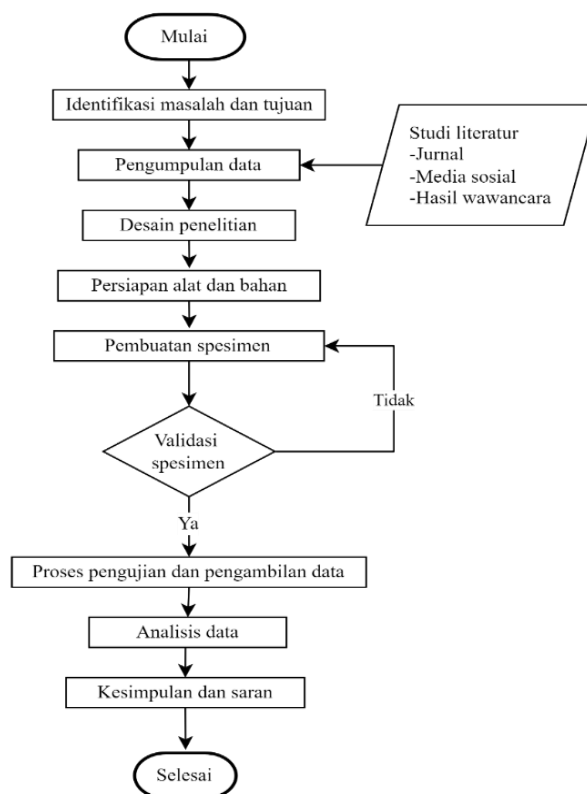 Mulai
Identifikasi masalah dan tujuan
Pengumpulan data
Studi literatur
-Jurnal
-Media sosial
-Hasil wawancara
Desain penelitian
Persiapan alat dan bahan
Pembuatan spesimen
Tidak
Validasi
spesimen
Ya
Proses pengujian dan pengambilan data
Analisis data
Kesimpulan dan saran
Selesai